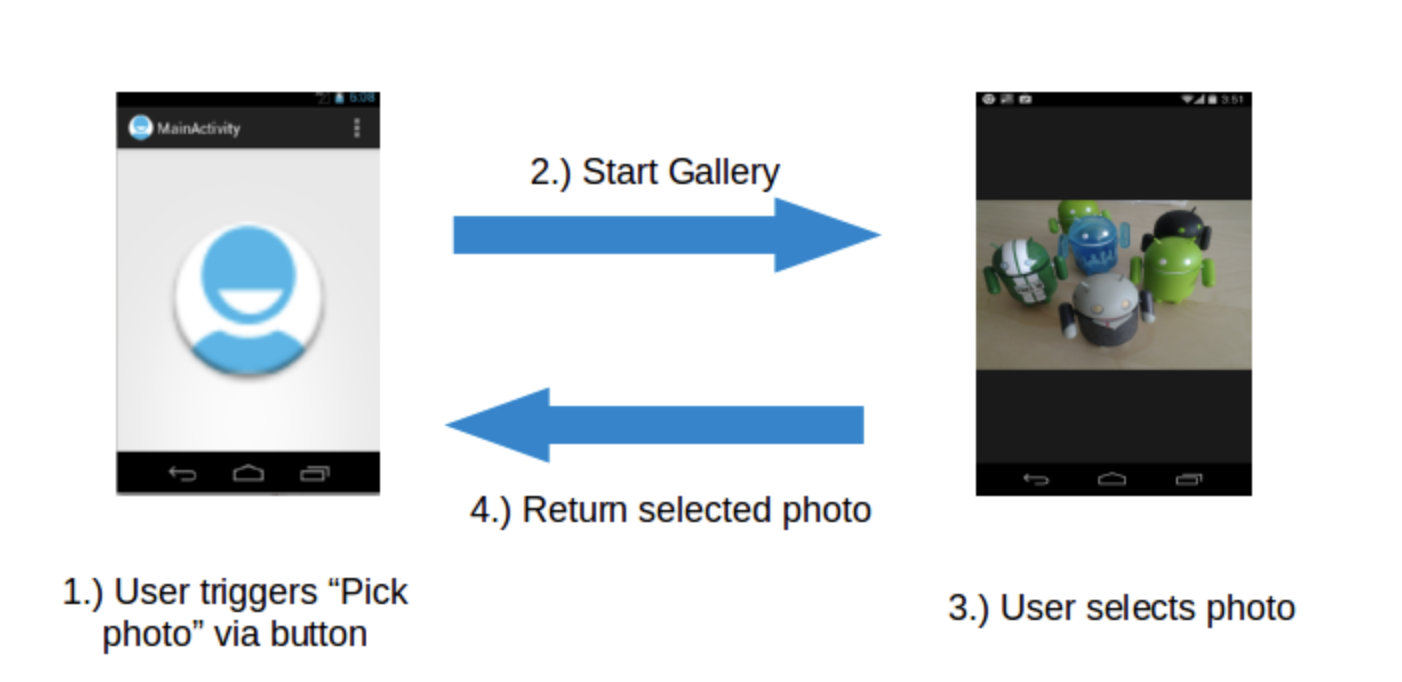 5:08
MainActivity
3:51
2.) Start Gallery
4.) Return selected photo
1.) User triggers “Pick
photo” via button
3.) User selects photo